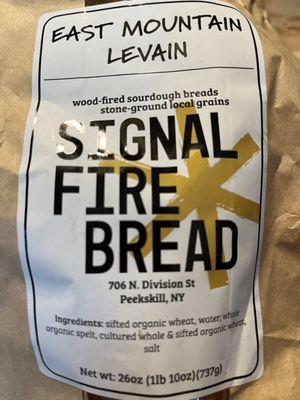 EAST MOUNTAIN
LEVAIN
wood-fired sourdough breads
stone-ground local grains
SIGNAL
FIRE
BREAD
706 N. Division St
Peekskill, NY
Ingredients: sifted organic wheat, water, whole
organic spelt, cultured whole & sifted organic wheat,
salt
Net wt: 26oz (1lb 10oz)(737g)